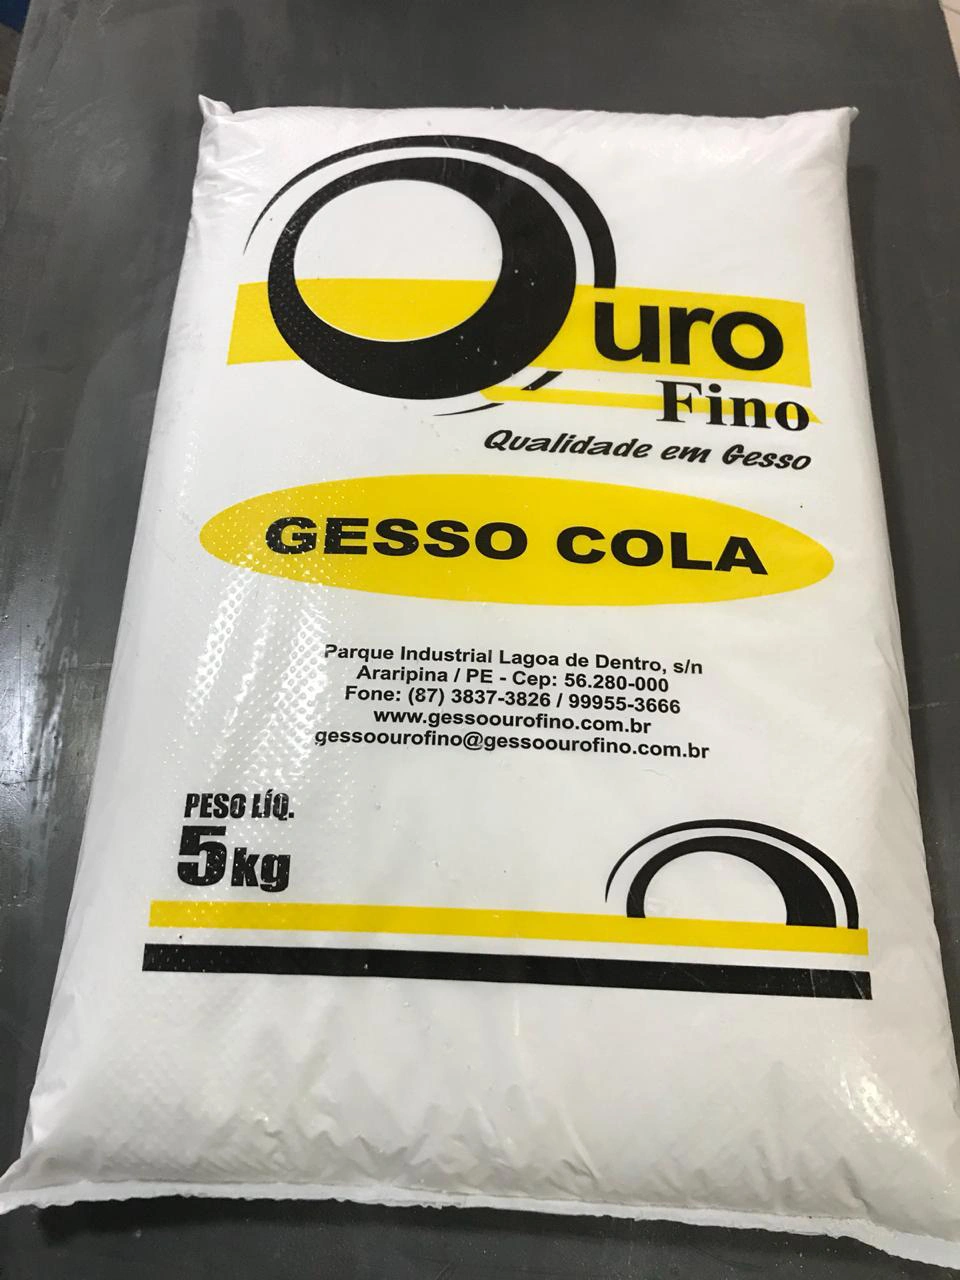 Ouro
Fino
Qualidade em Gesso
GESSO COLA
Parque Industrial Lagoa de Dentro, s/n
Araripina / PE - Cep: 56.280-000
Fone: (87) 3837-3826 / 99955-3666
www.gessoourofino.com.br
gessoourofino@gessoourofino.com.br
PESO LÍQ.
5kg